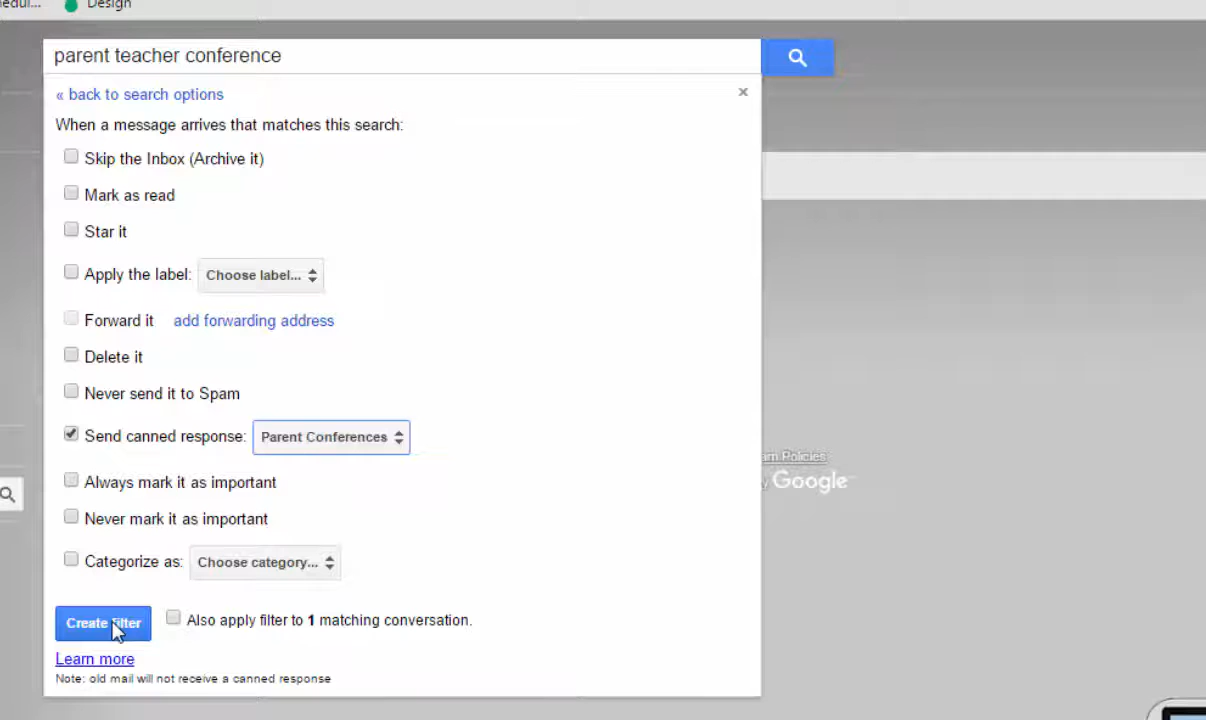 Design
parent teacher conference
« back to search options
×
When a message arrives that matches this search:
Skip the Inbox (Archive it)
Mark as read
Star it
Apply the label: Choose label...
Forward it add forwarding address
Delete it
Never send it to Spam
Send canned response: Parent Conferences
Policies
Always mark it as important
Google
Never mark it as important
Categorize as: Choose category...
Create filter Also apply filter to 1 matching conversation.
Learn more
Note: old mail will not receive a canned response